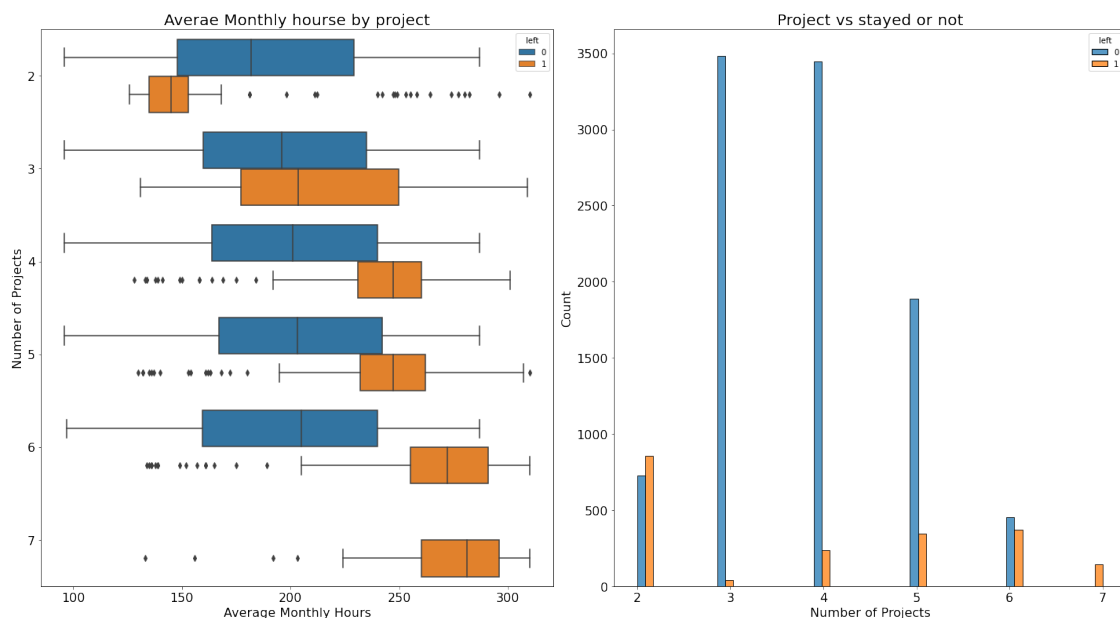 Averae Monthly hourse by project
left
0
1
Number of Projects
2
3
4
5
6
7
100 150 200 250 300
Average Monthly Hours
Project vs stayed or not
left
0
1
Count
3500
3000
2500
2000
1500
1000
500
0
2 3 4 5 6 7
Number of Projects